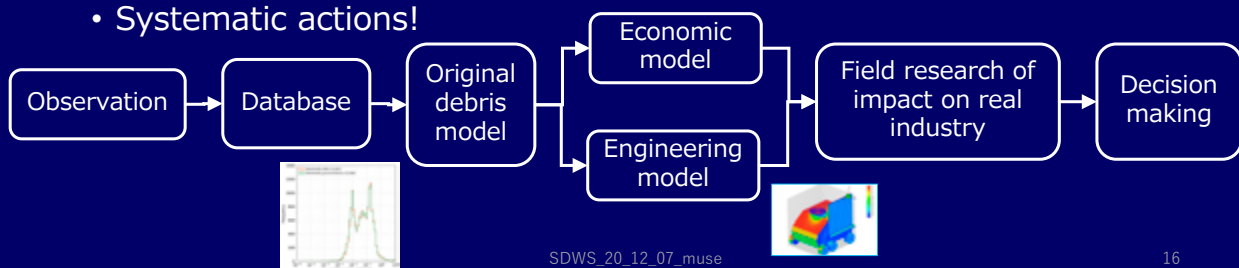 • Systematic actions!
Observation
Database
Original
debris
model
Economic
model
Engineering
model
Field research of
impact on real
industry
Decision
making
SDWS_20_12_07_muse
16